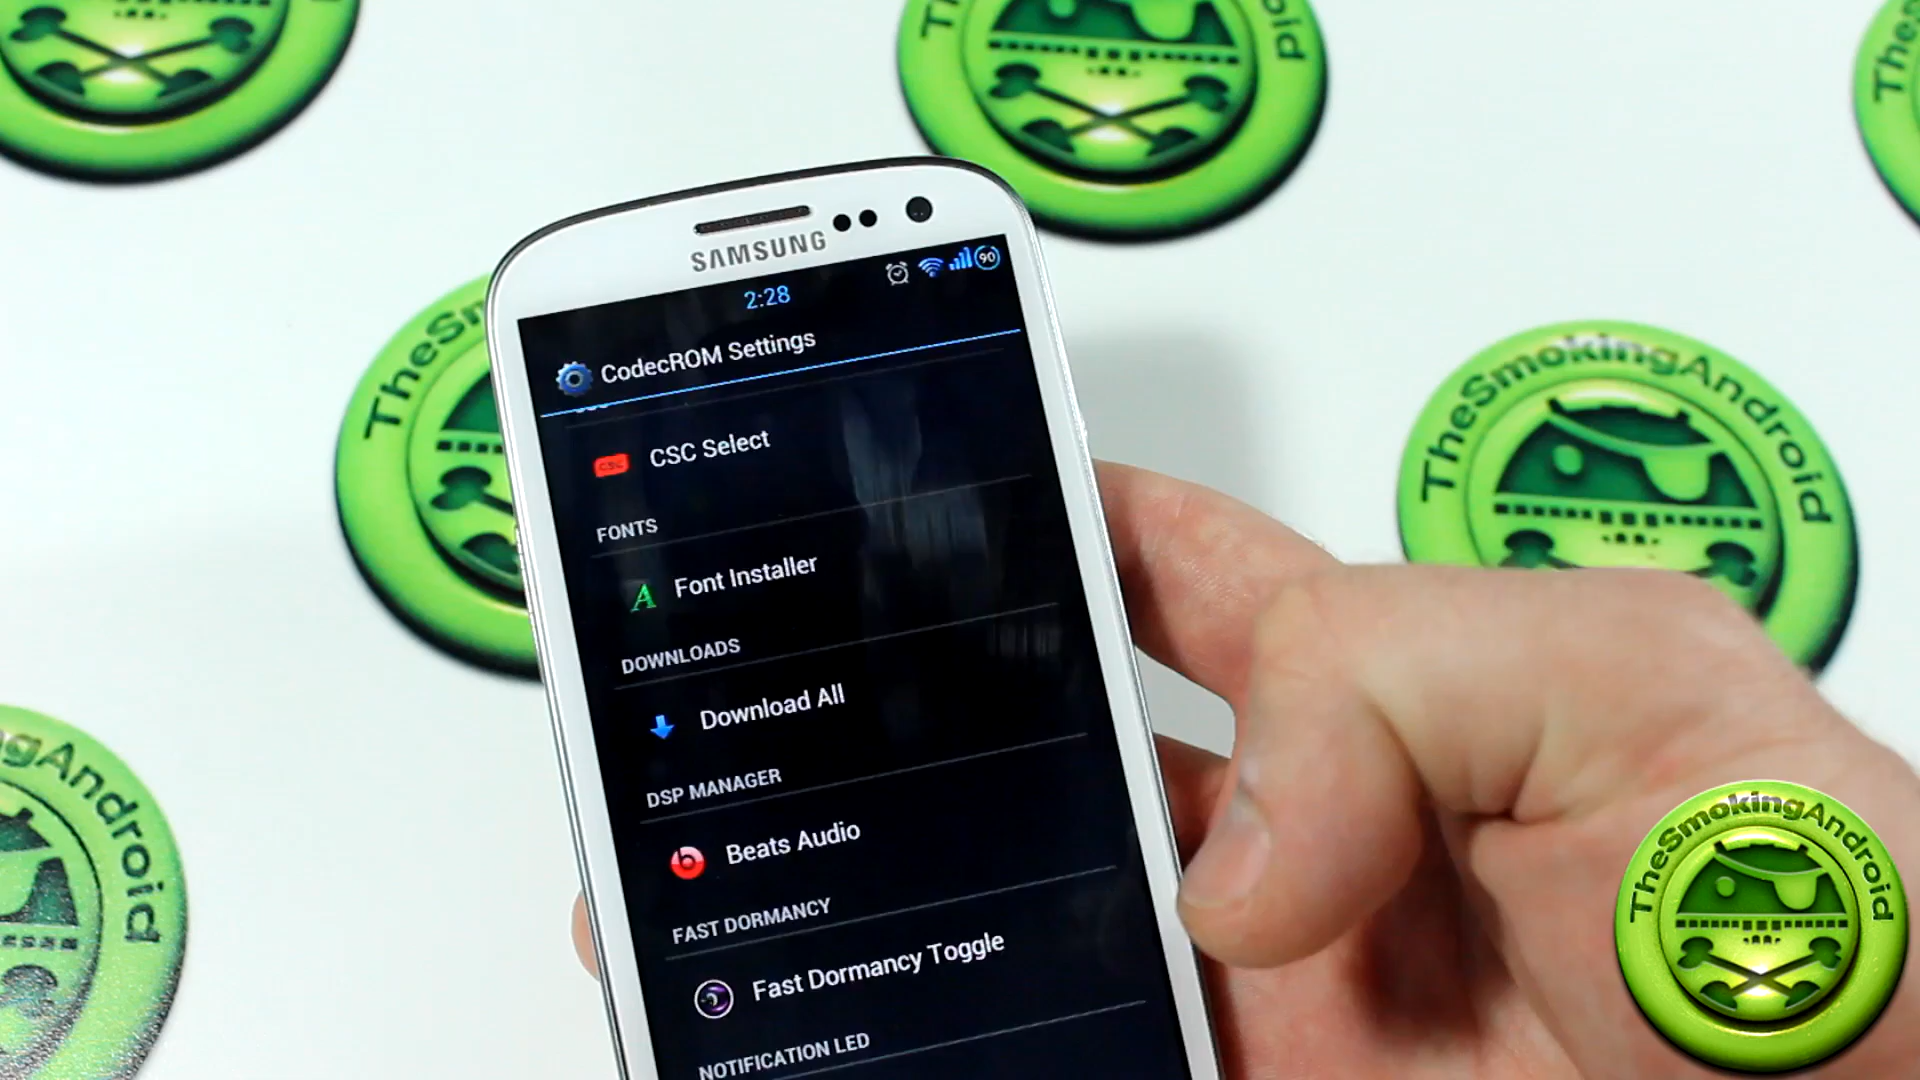 SAMSUNG
2:28
90
CodecROM Settings
CSC
CSC Select
FONTS
A
Font Installer
DOWNLOADS
Download All
DSP MANAGER
b
Beats Audio
FAST DORMANCY
Fast Dormancy Toggle
NOTIFICATION LED
TheSmokingAndroid
TheSmokingAndroid